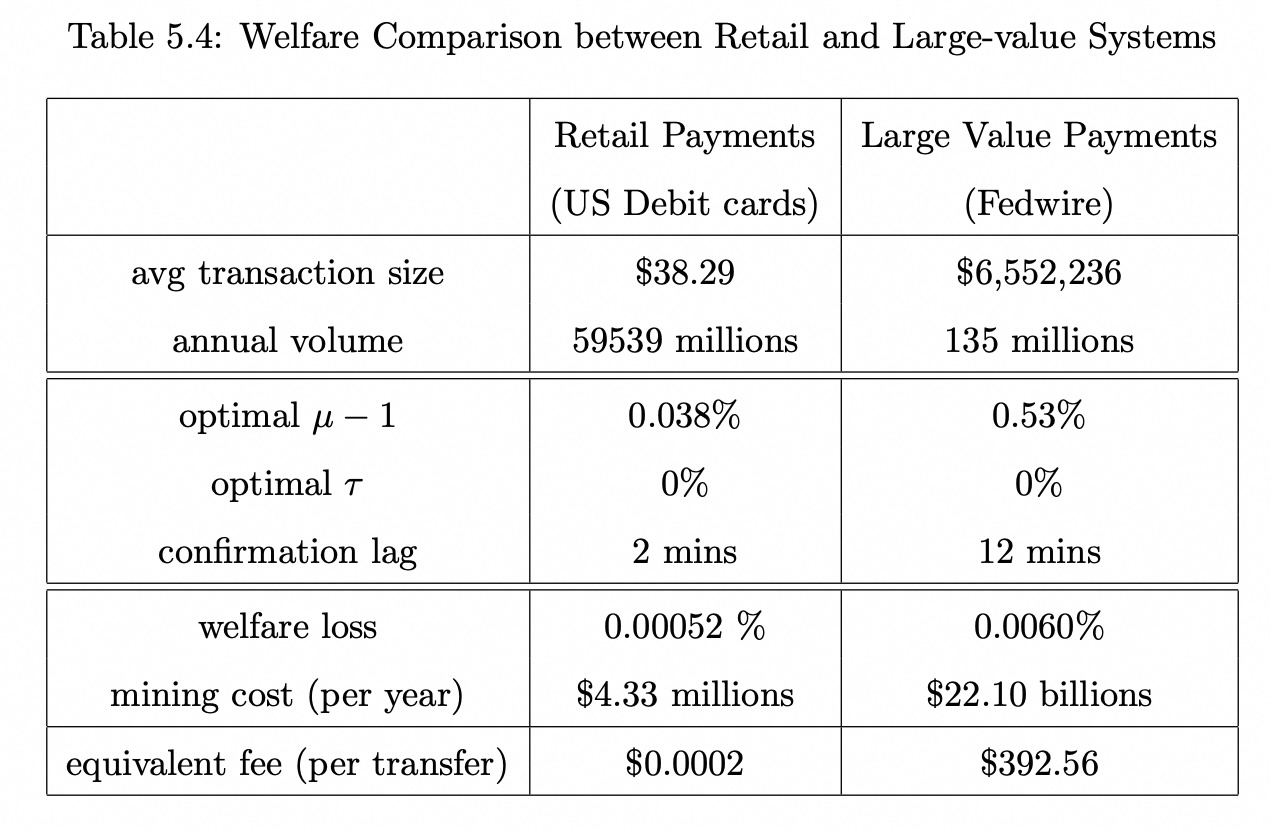 Table 5.4: Welfare Comparison between Retail and Large-value Systems
Retail Payments Large Value Payments
(US Debit cards) (Fedwire)
avg transaction size $38.29 $6,552,236
annual volume 59539 millions 135 millions
optimal μ − 1 0.038% 0.53%
optimal τ 0% 0%
confirmation lag 2 mins 12 mins
welfare loss 0.00052 % 0.0060%
mining cost (per year) $4.33 millions $22.10 billions
equivalent fee (per transfer) $0.0002 $392.56